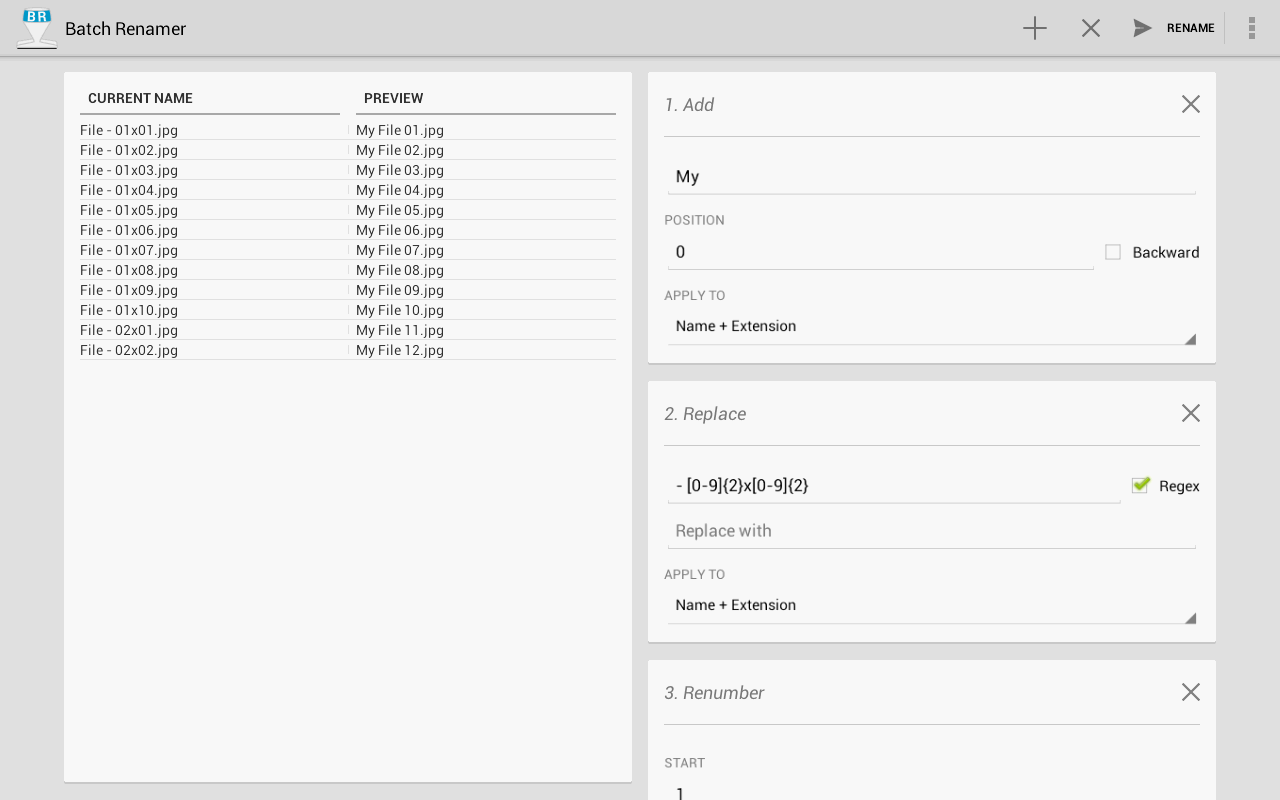 BR
Batch Renamer
RENAME
CURRENT NAME PREVIEW
File - 01x01.jpg My File 01.jpg
File - 01x02.jpg My File 02.jpg
File - 01x03.jpg My File 03.jpg
File - 01x04.jpg My File 04.jpg
File - 01x05.jpg My File 05.jpg
File - 01x06.jpg My File 06.jpg
File - 01x07.jpg My File 07.jpg
File - 01x08.jpg My File 08.jpg
File - 01x09.jpg My File 09.jpg
File - 01x10.jpg My File 10.jpg
File - 02x01.jpg My File 11.jpg
File - 02x02.jpg My File 12.jpg
1. Add
My
POSITION
0 Backward
APPLY TO
Name + Extension
2. Replace
- [0-9]{2}x[0-9]{2} Regex
Replace with
APPLY TO
Name + Extension
3. Renumber
START
1